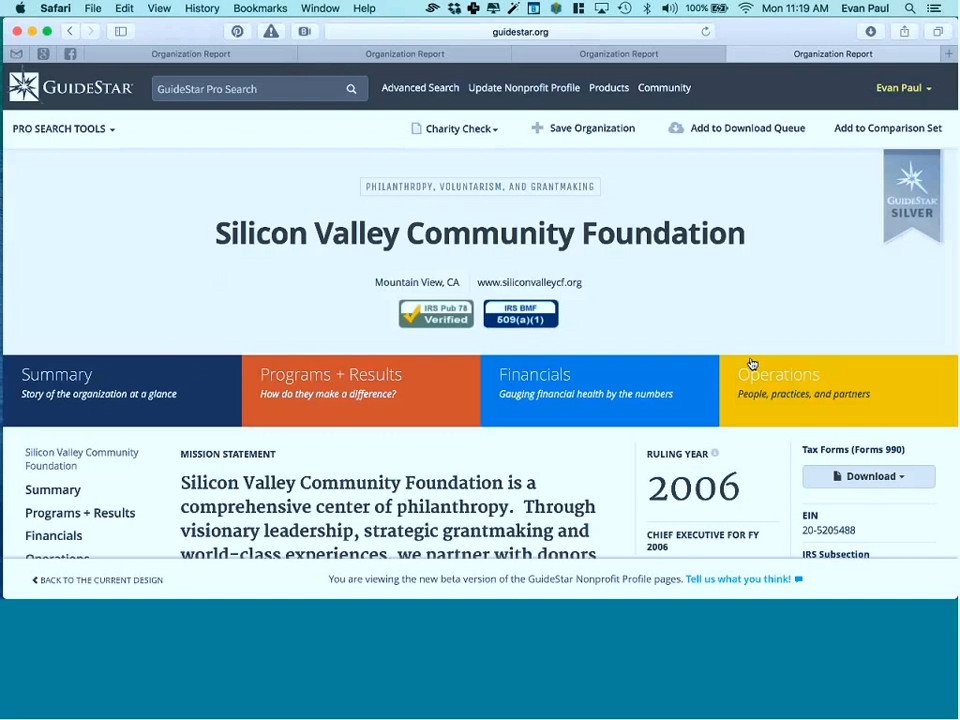 Safari File Edit View History Bookmarks Window Help 100% Mon 11:19 AM Evan Paul
guidestar.org
Organization Report Organization Report Organization Report Organization Report
GUIDESTAR GuideStar Pro Search Advanced Search Update Nonprofit Profile Products Community Evan Paul
PRO SEARCH TOOLS Charity Check Save Organization Add to Download Queue Add to Comparison Set
PHILANTHROPY, VOLUNTARISM, AND GRANTMAKING
GUIDESTAR
SILVER
Silicon Valley Community Foundation
Mountain View, CA www.siliconvalleycf.org
IRS Pub 78
Verified
IRS BMF
509(a)(1)
Summary
Story of the organization at a glance
Programs + Results
How do they make a difference?
Financials
Gauging financial health by the numbers
Operations
People, practices, and partners
Silicon Valley Community
Foundation
Summary
Programs + Results
Financials
Operations
MISSION STATEMENT
Silicon Valley Community Foundation is a
comprehensive center of philanthropy. Through
visionary leadership, strategic grantmaking and
world-class experiences, we partner with donors
RULING YEAR
2006
CHIEF EXECUTIVE FOR FY
2006
Tax Forms (Forms 990)
Download
EIN
20-5205488
IRS Subsection
BACK TO THE CURRENT DESIGN
You are viewing the new beta version of the GuideStar Nonprofit Profile pages. Tell us what you think!